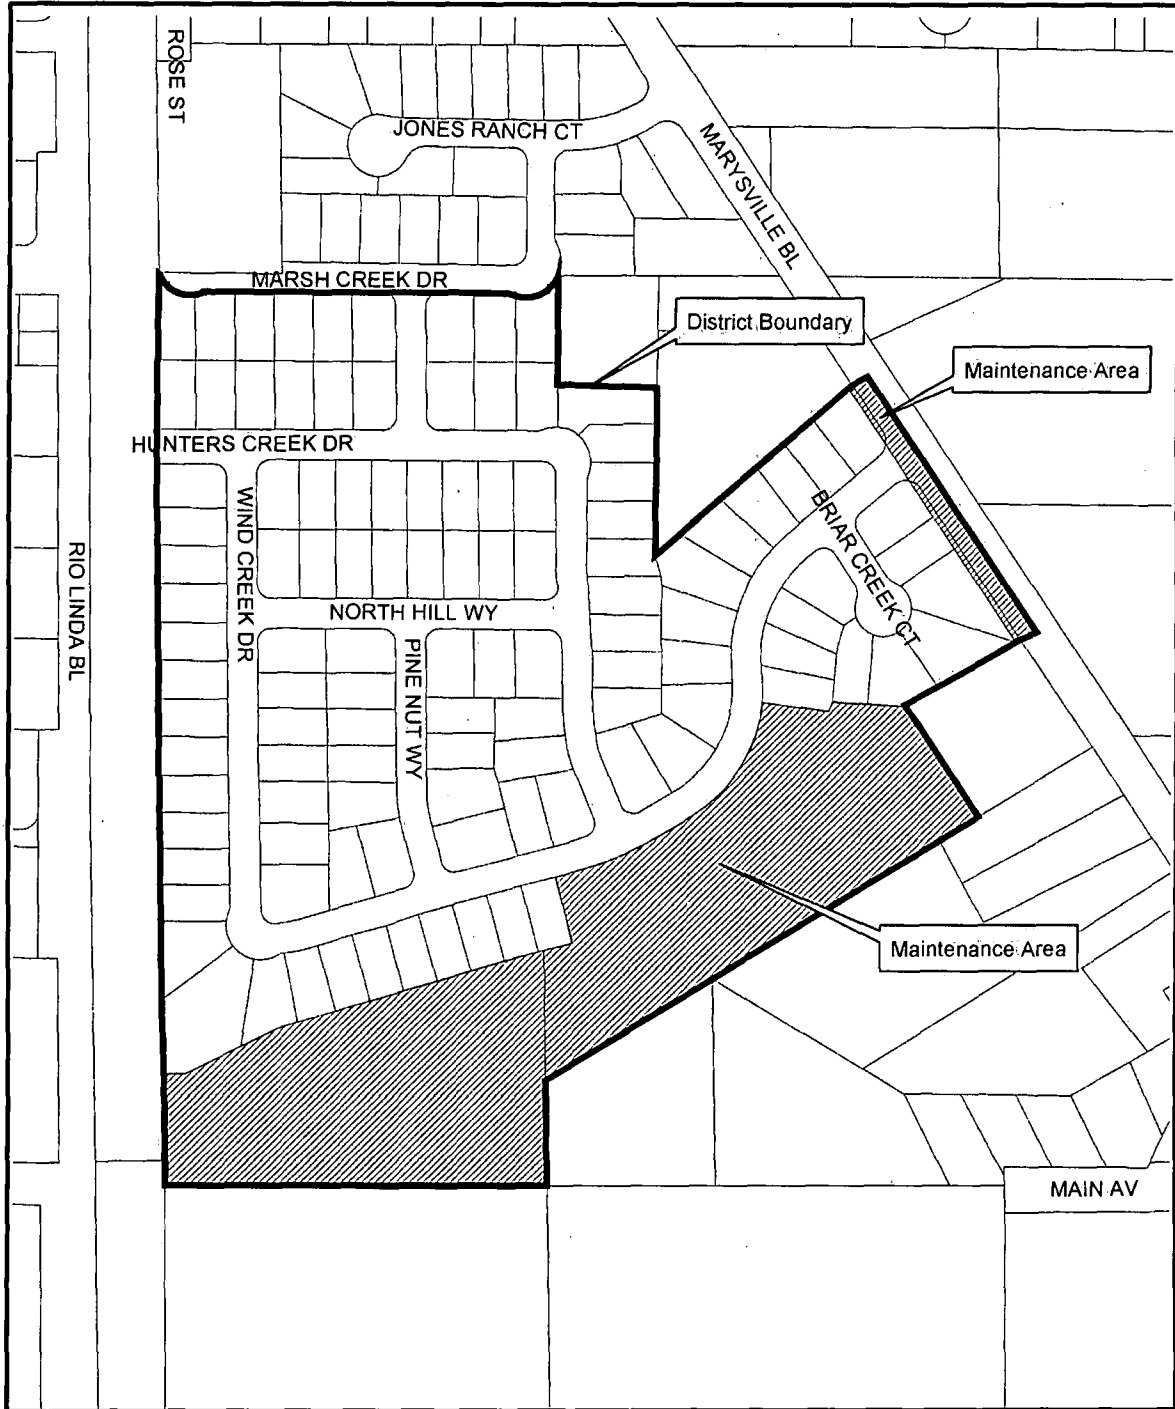 ROSE ST
JONES RANCH CT
MARYSVILLE BL
MARSH CREEK DR
District Boundary
Maintenance Area
HUNTERS CREEK DR
WIND CREEK DR
BRIAR CREEK CT
RIO LINDA BL
NORTH HILL WY
PINE NUT WY
Maintenance Area
MAIN AV